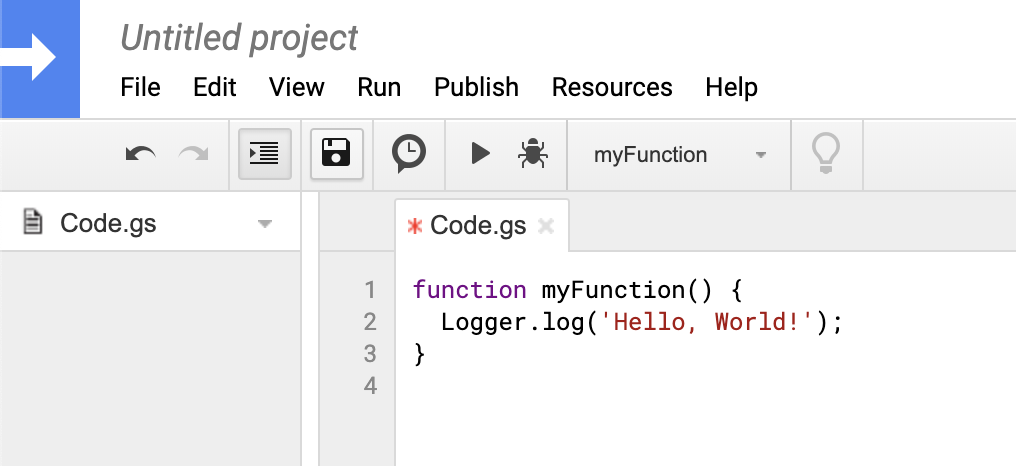 Untitled project
File Edit View Run Publish Resources Help
myFunction
Code.gs
* Code.gs
1 function myFunction() {
2   Logger.log('Hello, World!');
3 }
4